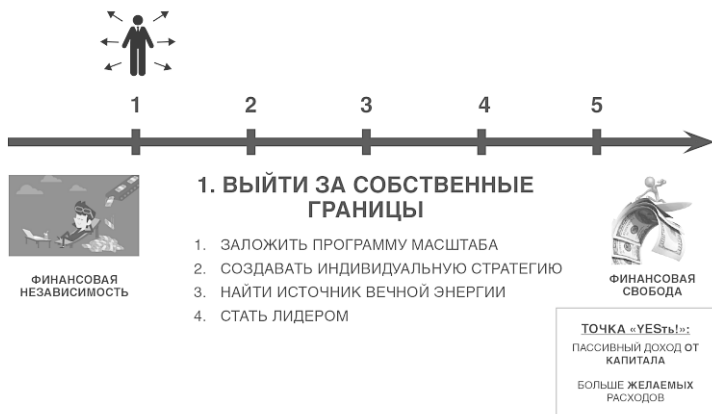 1 2 3 4 5
1. ВЫЙТИ ЗА СОБСТВЕННЫЕ
ГРАНИЦЫ
1. ЗАЛОЖИТЬ ПРОГРАММУ МАСШТАБА
2. СОЗДАВАТЬ ИНДИВИДУАЛЬНУЮ СТРАТЕГИЮ
3. НАЙТИ ИСТОЧНИК ВЕЧНОЙ ЭНЕРГИИ
4. СТАТЬ ЛИДЕРОМ
ФИНАНСОВАЯ
НЕЗАВИСИМОСТЬ
ФИНАНСОВАЯ
СВОБОДА
ТОЧКА «YESть!»:
ПАССИВНЫЙ ДОХОД ОТ
КАПИТАЛА
БОЛЬШЕ ЖЕЛАЕМЫХ
РАСХОДОВ